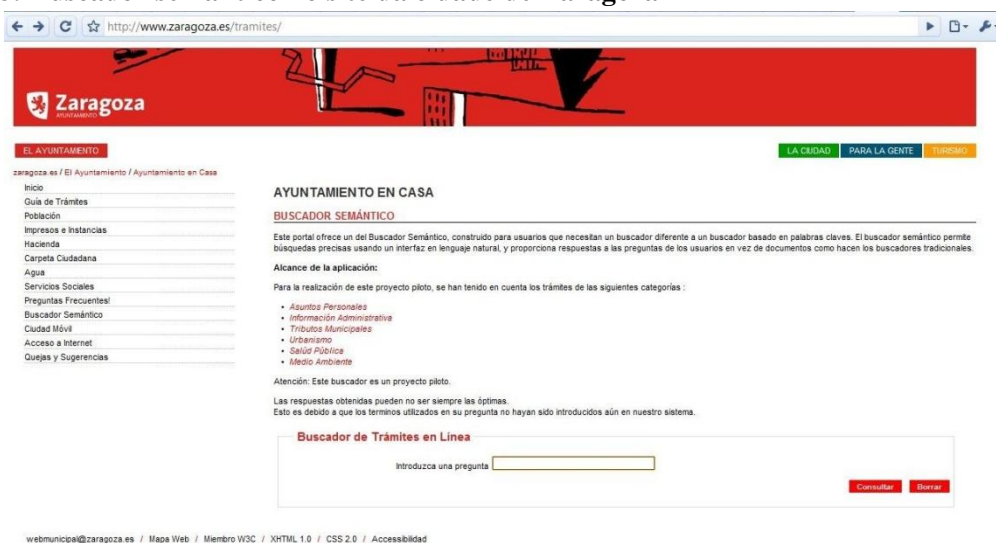 http://www.zaragoza.es/tramites/
Zaragoza
AYUNTAMIENTO
EL AYUNTAMIENTO
LA CIUDAD PARA LA GENTE TURISMO
zaragoza.es / El Ayuntamiento / Ayuntamiento en Casa
Inicio
Guía de Trámites
Población
Impresos e Instancias
Hacienda
Carpeta Ciudadana
Agua
Servicios Sociales
Preguntas Frecuentes!
Buscador Semántico
Ciudad Móvil
Acceso a Internet
Quejas y Sugerencias
AYUNTAMIENTO EN CASA
BUSCADOR SEMÁNTICO
Este portal ofrece un del Buscador Semántico, construido para usuarios que necesitan un buscador diferente a un buscador basado en palabras claves. El buscador semántico permite
búsquedas precisas usando un interfaz en lenguaje natural, y proporciona respuestas a las preguntas de los usuarios en vez de documentos como hacen los buscadores tradicionales.
Alcance de la aplicación:
Para la realización de este proyecto piloto, se han tenido en cuenta los trámites de las siguientes categorías :
• Asuntos Personales
• Información Administrativa
• Tributos Municipales
• Urbanismo
• Salúd Pública
• Medio Ambiente
Atención: Este buscador es un proyecto piloto.
Las respuestas obtenidas pueden no ser siempre las óptimas.
Esto es debido a que los terminos utilizados en su pregunta no hayan sido introducidos aún en nuestro sistema.
Buscador de Trámites en Línea
Introduzca una pregunta
Consultar Borrar
webmunicipal@zaragoza.es / Mapa Web / Miembro W3C / XHTML 1.0 / CSS 2.0 / Accessibilidad